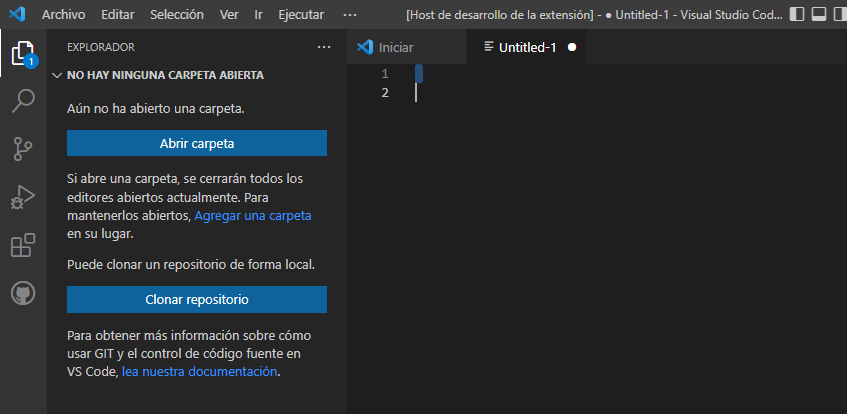 Archivo Editar Selección Ver Ir Ejecutar ··· [Host de desarrollo de la extensión] - ● Untitled-1 - Visual Studio Cod...
EXPLORADOR ···
Iniciar
Untitled-1 ●
NO HAY NINGUNA CARPETA ABIERTA
1
2
1
Aún no ha abierto una carpeta.
Abrir carpeta
Si abre una carpeta, se cerrarán todos los
editores abiertos actualmente. Para
mantenerlos abiertos, Agregar una carpeta
en su lugar.
Puede clonar un repositorio de forma local.
Clonar repositorio
Para obtener más información sobre cómo
usar GIT y el control de código fuente en
VS Code, lea nuestra documentación.